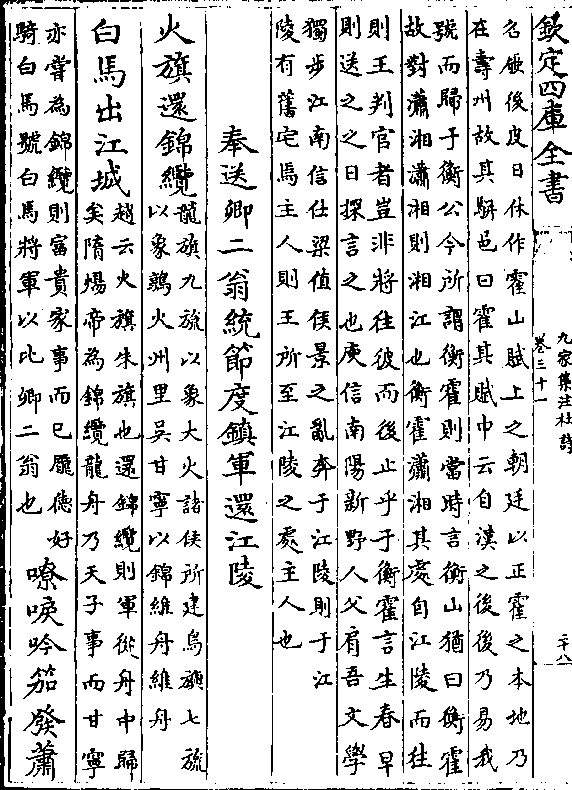 欽定四庫全書
九家集注杜詩
卷三十一
二十八
名厥後皮日休作霍山賦上之朝廷以正霍之本地乃
在壽州故其駢邑曰霍其賦中云自漢之後後乃易我
號而歸于衡公今所謂衡霍則當時言衡山猶曰衡霍
故對瀟湘瀟湘則湘江也衡霍瀟湘其處自江陵而往
則王判官者豈非將往彼而後止乎于衡霍言生春早
則送之之日探言之也庾信南陽新野人父肩吾文學
獨步江南信仕梁值侯景之亂奔于江陵則于江
陵有舊宅焉主人則王所至江陵之處主人也
奉送卿二翁統節度鎮軍還江陵
火旗還錦纜
龍旗九旒以象大火諸侯所建鳥旟七旒
以象鶉火州里吳甘寧以錦維舟維舟
白馬出江城
趙云火旗朱旗也還錦纜則軍從舟中歸
矣隋煬帝為錦纜龍舟乃天子事而甘寧
亦嘗為錦纜則富貴家事而已龐德好
騎白馬號白馬將軍以比卿二翁也
嘹唳吟笳發蕭